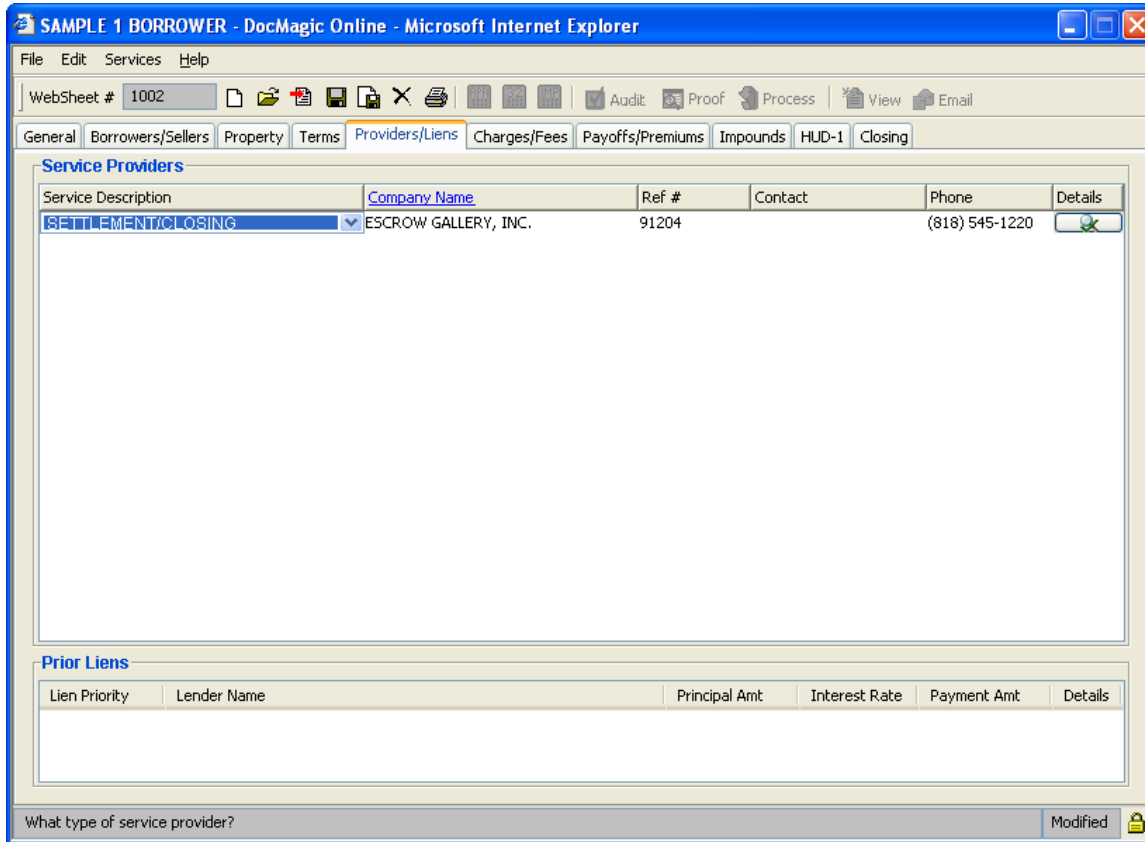 SAMPLE 1 BORROWER - DocMagic Online - Microsoft Internet Explorer
File Edit Services Help
WebSheet # 1002 Audit Proof Process View Email
General Borrowers/Sellers Property Terms Providers/Liens Charges/Fees Payoffs/Premiums Impounds HUD-1 Closing
Service Providers
Service Description Company Name Ref # Contact Phone Details
SETTLEMENT/CLOSING ESCROW GALLERY, INC. 91204 (818) 545-1220
Prior Liens
Lien Priority Lender Name Principal Amt Interest Rate Payment Amt Details
What type of service provider? Modified